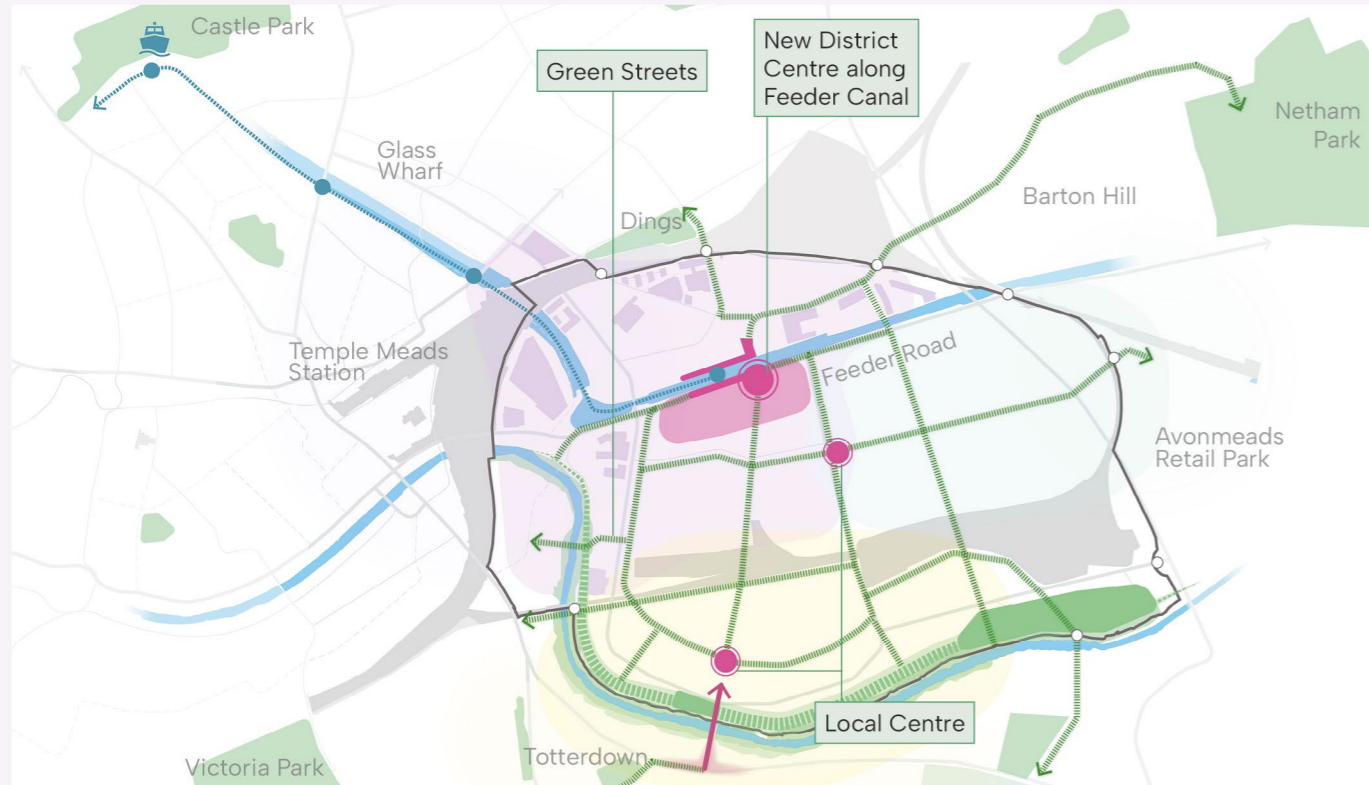 Castle Park
Green Streets
New District
Centre along
Feeder Canal
Netham
Park
Glass
Wharf
Barton Hill
Dings
Temple Meads
Station
Feeder Road
Avonmeads
Retail Park
Local Centre
Totterdown
Victoria Park